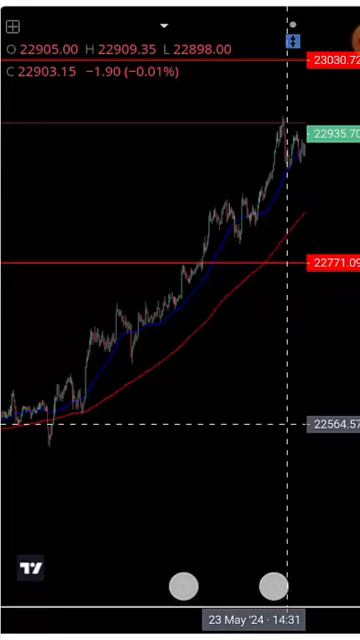 O 22905.00 H 22909.35 L 22898.00
C 22903.15 −1.90 (−0.01%)
23030.72
22935.70
22771.09
22564.57
23 May '24 · 14:31